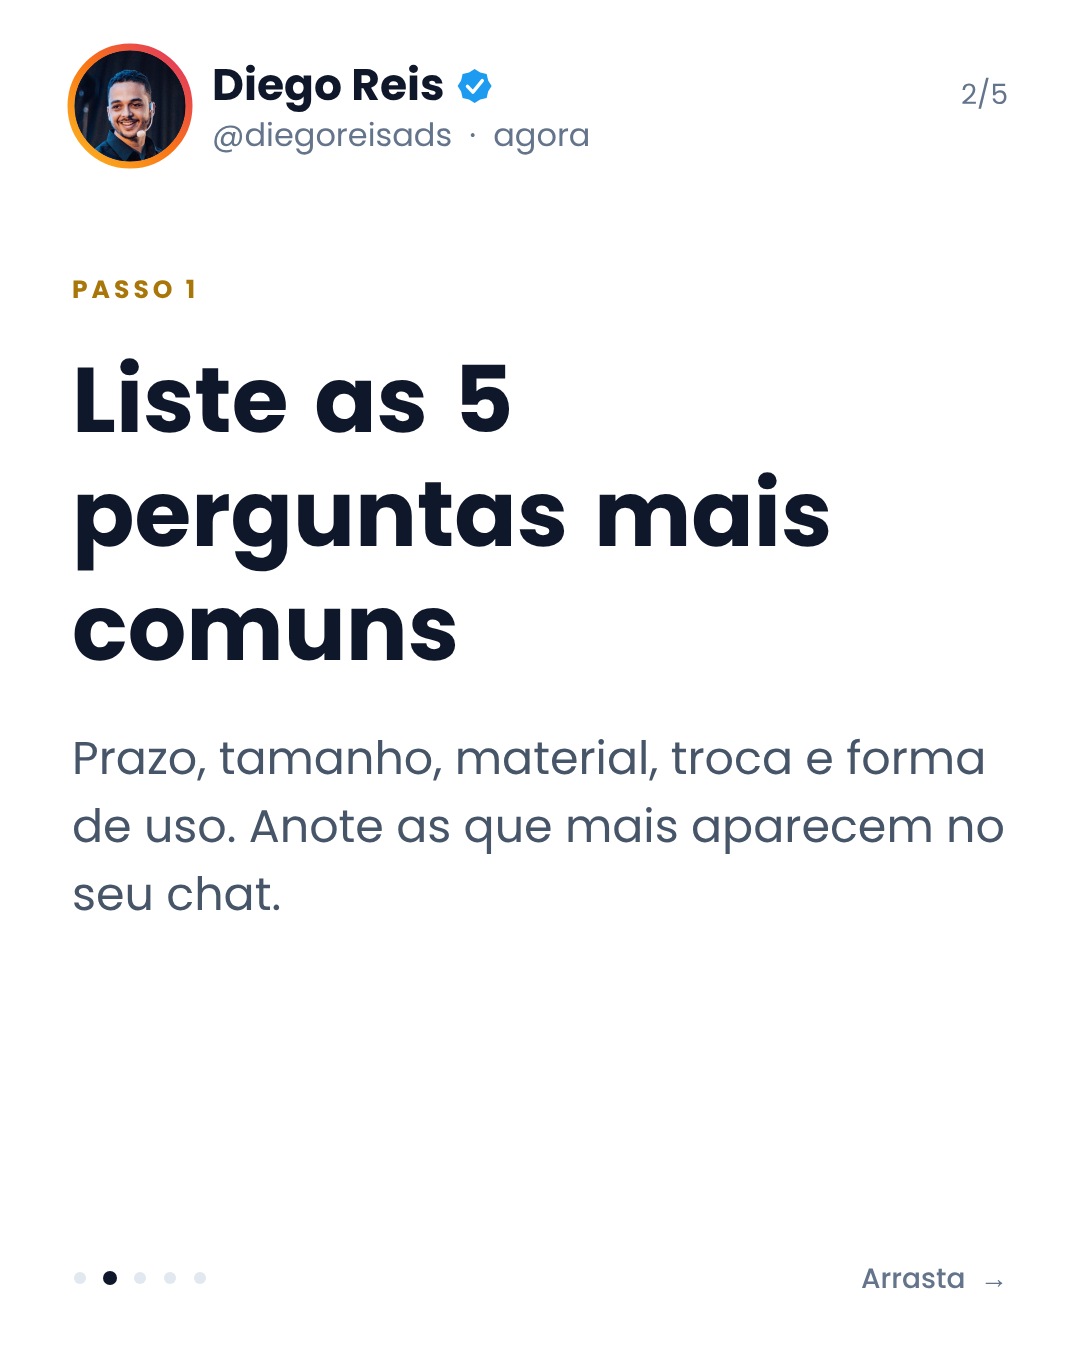 Diego Reis
@diegoreisads · agora
2/5
PASSO 1
Liste as 5
perguntas mais
comuns
Prazo, tamanho, material, troca e forma
de uso. Anote as que mais aparecem no
seu chat.
Arrasta →